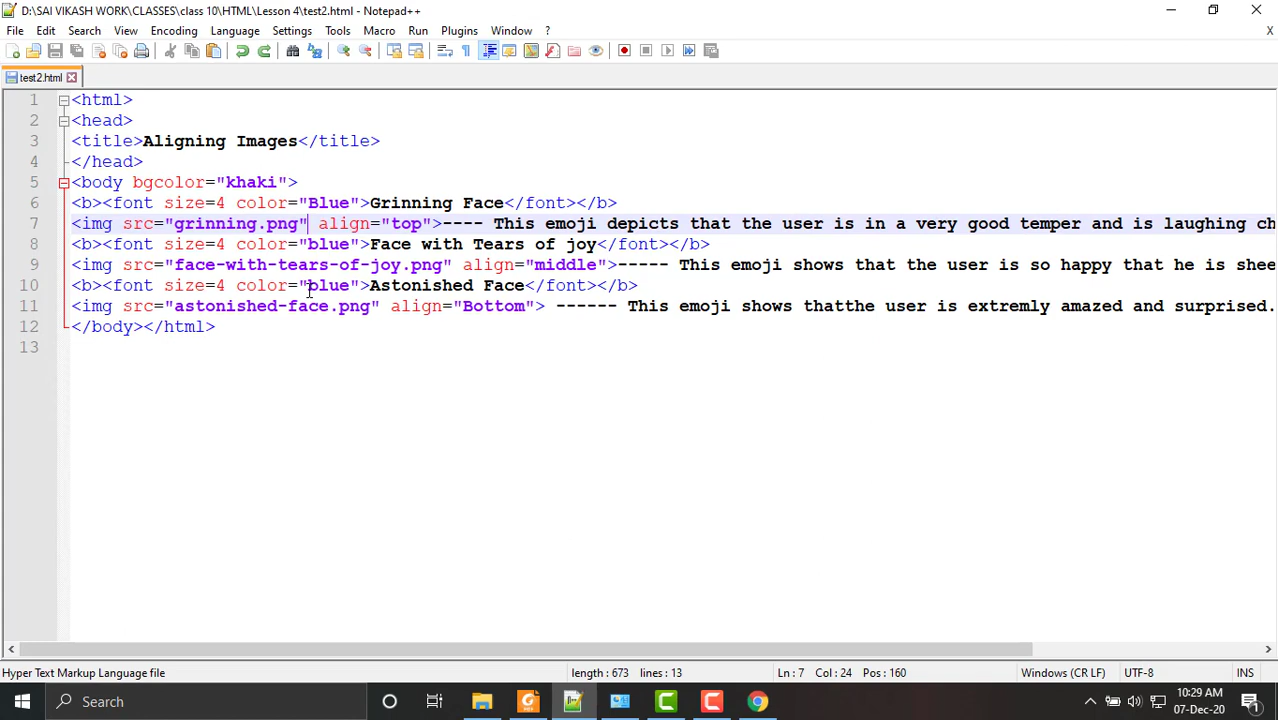 D:\SAI VIKASH WORK\CLASSES\class 10\HTML\Lesson 4\test2.html - Notepad++
File Edit Search View Encoding Language Settings Tools Macro Run Plugins Window ? X
test2.html
1 <html>
2 <head>
3 <title>Aligning Images</title>
4 </head>
5 <body bgcolor="khaki">
6 <b><font size=4 color="Blue">Grinning Face</font></b>
7 <img src="grinning.png" align="top">---- This emoji depicts that the user is in a very good temper and is laughing ch
8 <b><font size=4 color="blue">Face with Tears of joy</font></b>
9 <img src="face-with-tears-of-joy.png" align="middle">----- This emoji shows that the user is so happy that he is shee
10 <b><font size=4 color="blue">Astonished Face</font></b>
11 <img src="astonished-face.png" align="Bottom"> ------ This emoji shows thatthe user is extremly amazed and surprised.
12 </body></html>
13
Hyper Text Markup Language file length : 673 lines : 13 Ln : 7 Col : 24 Pos : 160 Windows (CR LF) UTF-8 INS
Search
10:29 AM
07-Dec-20
1